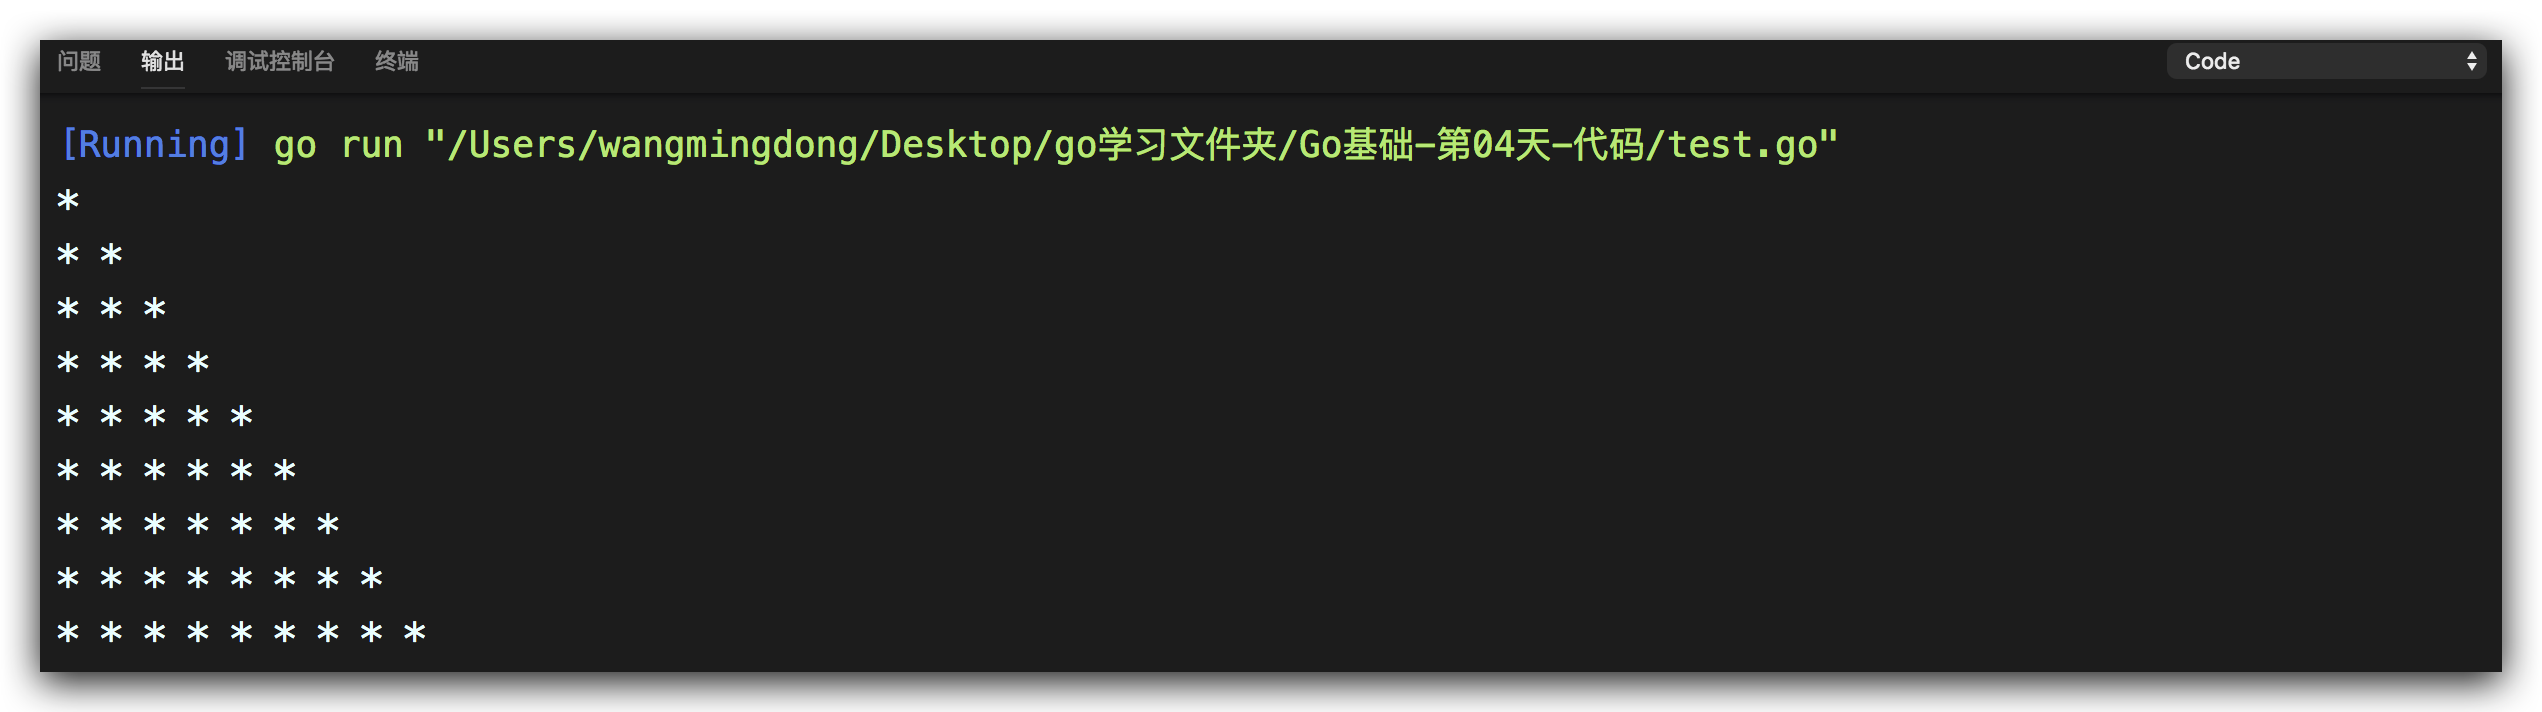 问题 输出 调试控制台 终端 Code
[Running] go run "/Users/wangmingdong/Desktop/go学习文件夹/Go基础-第04天-代码/test.go"
*
* *
* * *
* * * *
* * * * *
* * * * * *
* * * * * * *
* * * * * * * *
* * * * * * * * *